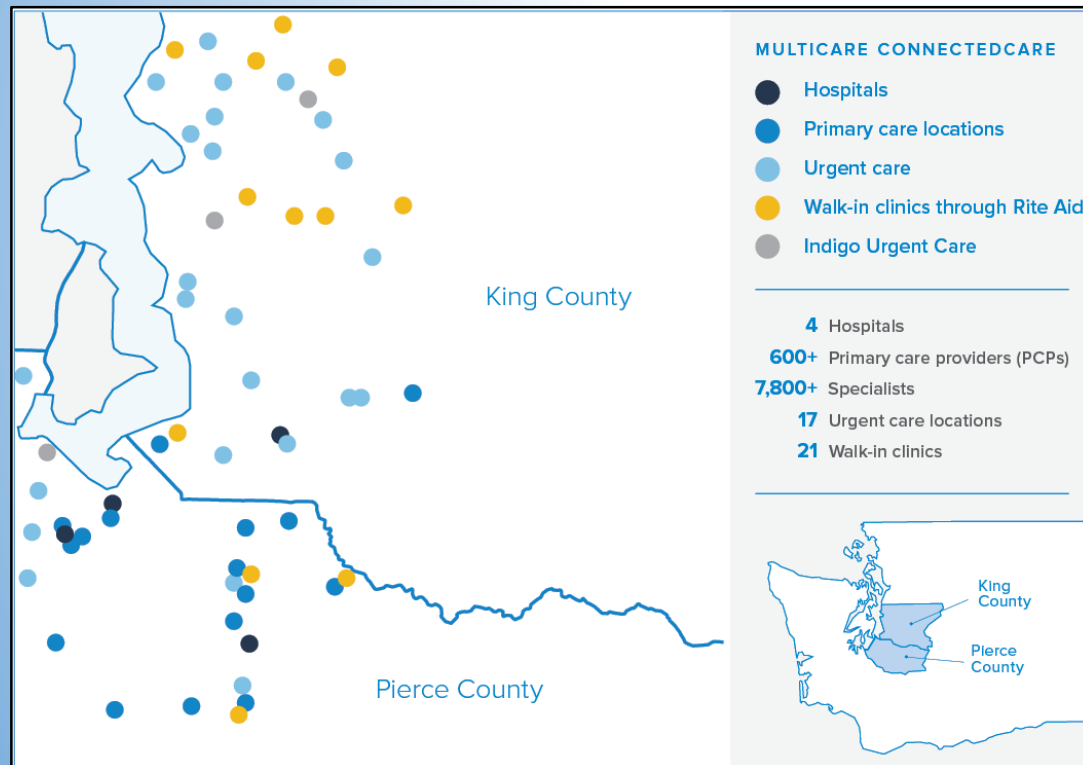 MULTICARE CONNECTEDCARE
Hospitals
Primary care locations
Urgent care
Walk-in clinics through Rite Aid
Indigo Urgent Care
King County
4 Hospitals
600+ Primary care providers (PCPs)
7,800+ Specialists
17 Urgent care locations
21 Walk-in clinics
Pierce County
King
County
Pierce
County